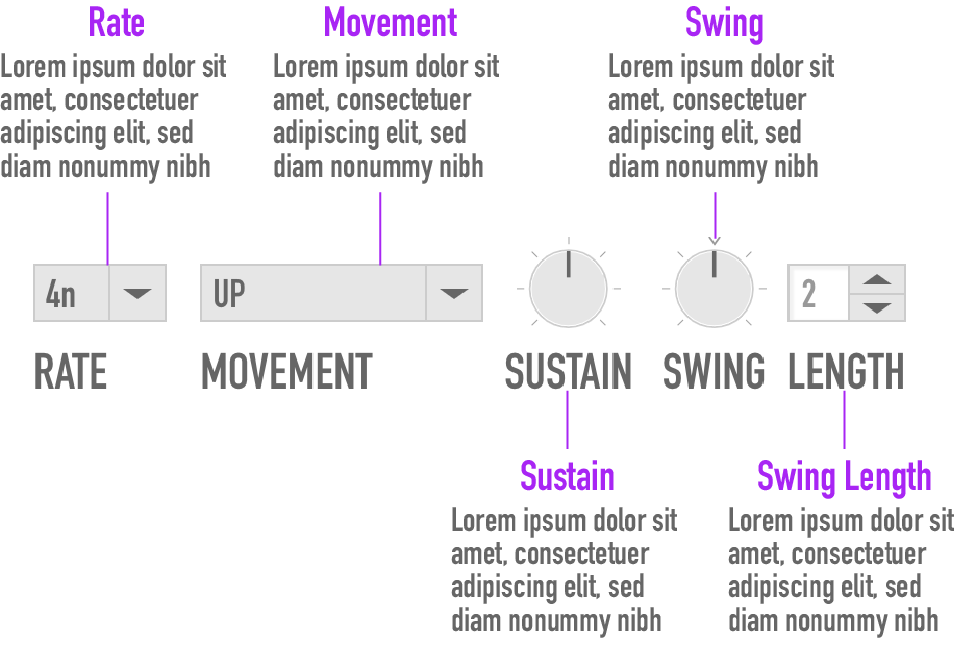 Rate
Lorem ipsum dolor sit
amet, consectetuer
adipiscing elit, sed
diam nonummy nibh
Movement
Lorem ipsum dolor sit
amet, consectetuer
adipiscing elit, sed
diam nonummy nibh
Swing
Lorem ipsum dolor sit
amet, consectetuer
adipiscing elit, sed
diam nonummy nibh
4n
UP
2
RATE
MOVEMENT
SUSTAIN
SWING
LENGTH
Sustain
Lorem ipsum dolor sit
amet, consectetuer
adipiscing elit, sed
diam nonummy nibh
Swing Length
Lorem ipsum dolor sit
amet, consectetuer
adipiscing elit, sed
diam nonummy nibh